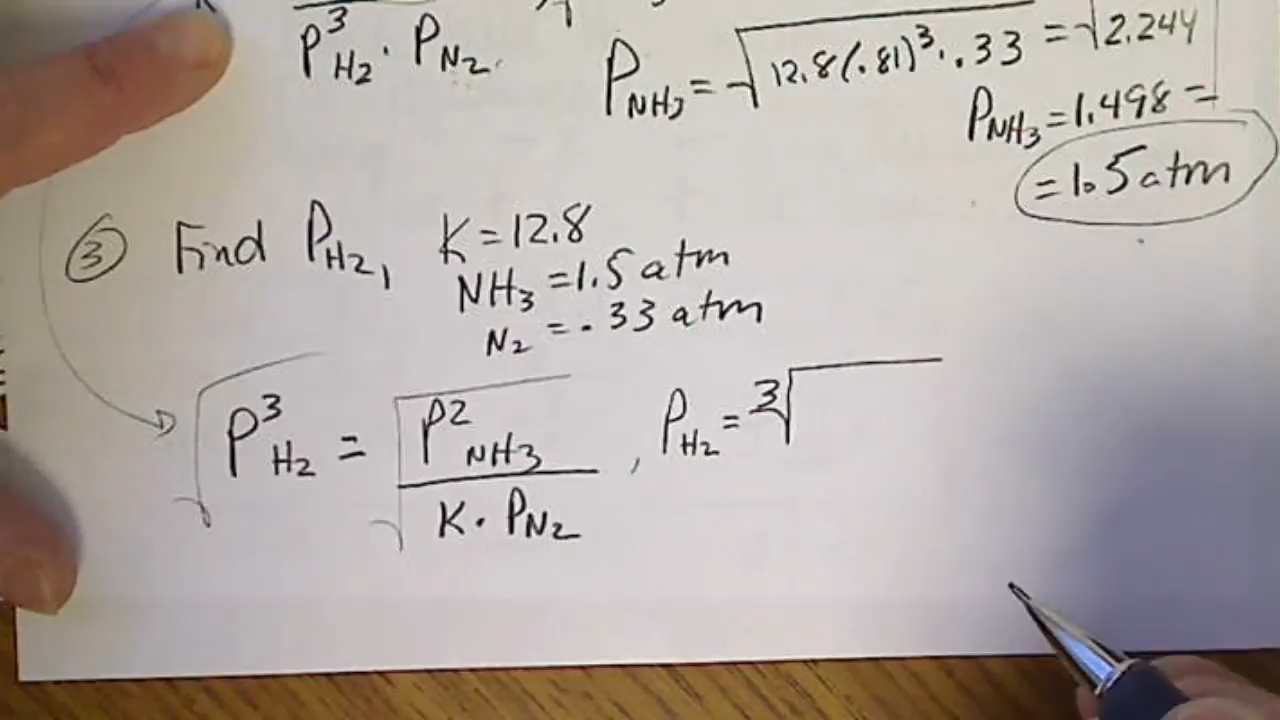 P³H₂ · PN₂
PNH₃ = √12.8(.81)³ · .33 = √2.244
PNH₃ = 1.498 =
= 1.5 atm
③ Find PH₂, K = 12.8
NH₃ = 1.5 atm
N₂ = .33 atm
√P³H₂ = √P²NH₃ / K · PN₂ , PH₂ = ³√